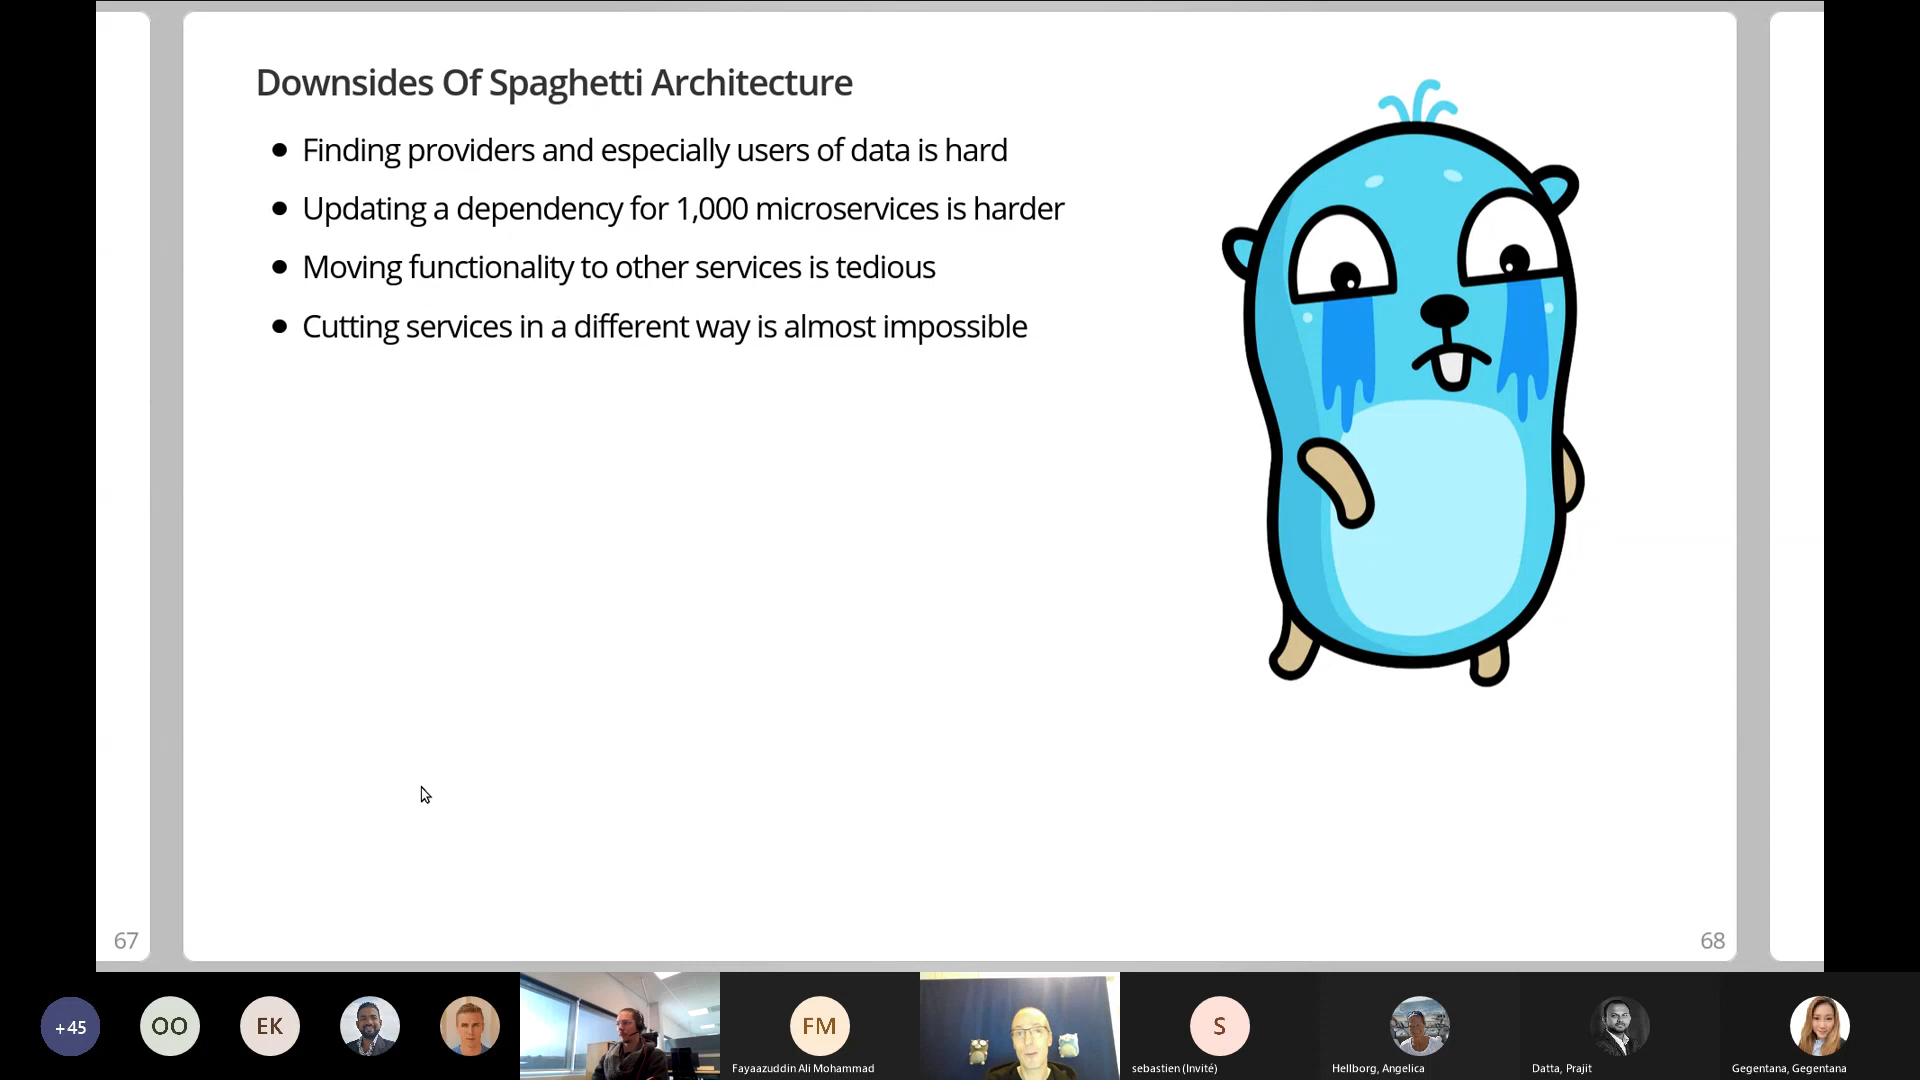 Downsides Of Spaghetti Architecture
Finding providers and especially users of data is hard
Updating a dependency for 1,000 microservices is harder
Moving functionality to other services is tedious
Cutting services in a different way is almost impossible
67
68
+45
OO
EK
FM
S
Fayaazuddin Ali Mohammad
sebastien (Invité)
Hellborg, Angelica
Datta, Prajit
Gegentana, Gegentana